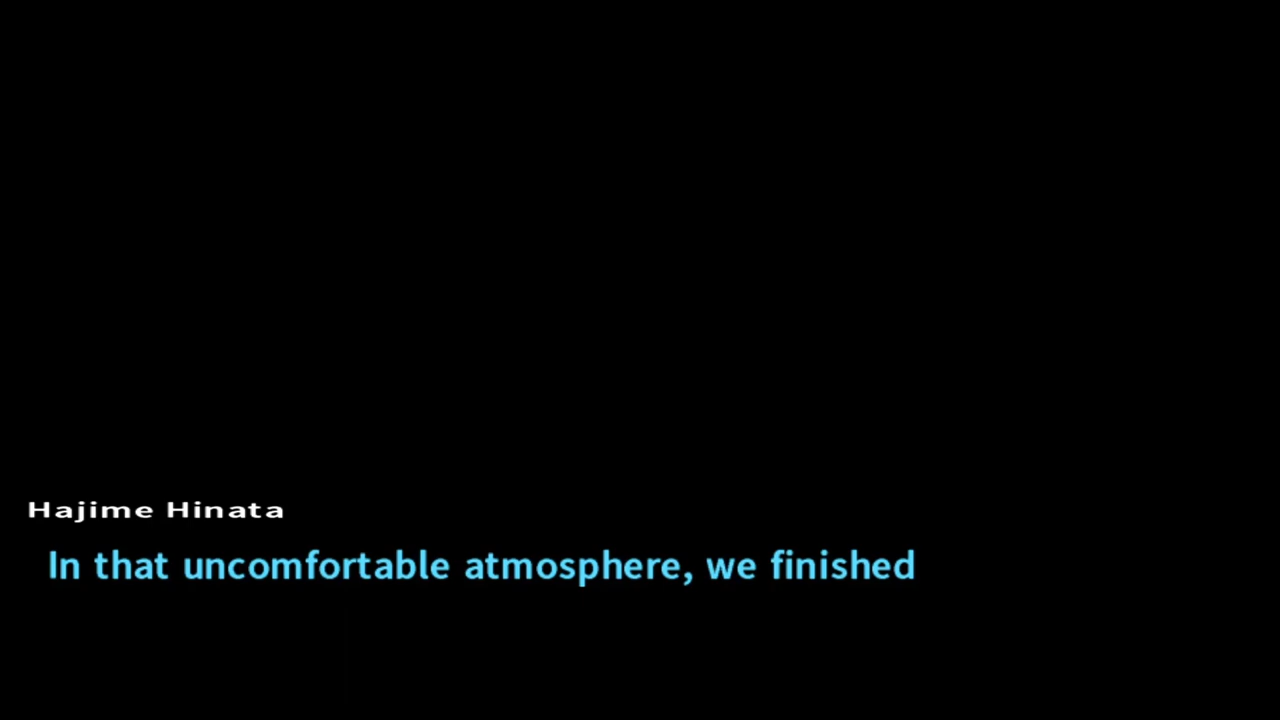 Hajime Hinata
In that uncomfortable atmosphere, we finished